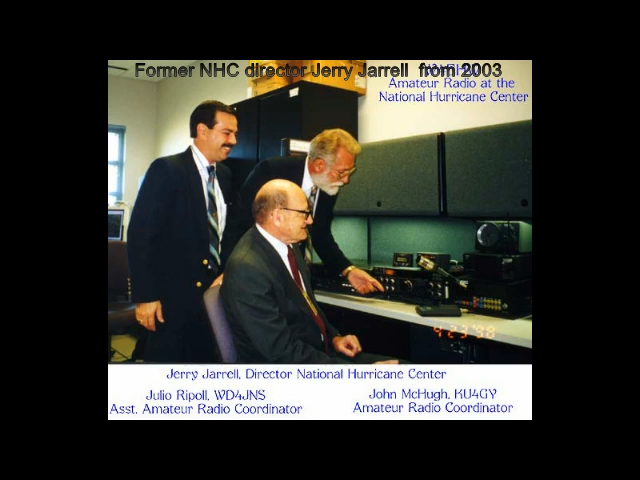 Former NHC director Jerry Jarrell from 2003
Amateur Radio at the
National Hurricane Center
4 23 '98
Jerry Jarrell, Director National Hurricane Center
Julio Ripoll, WD4JNS
Asst. Amateur Radio Coordinator
John McHugh, KU4GY
Amateur Radio Coordinator